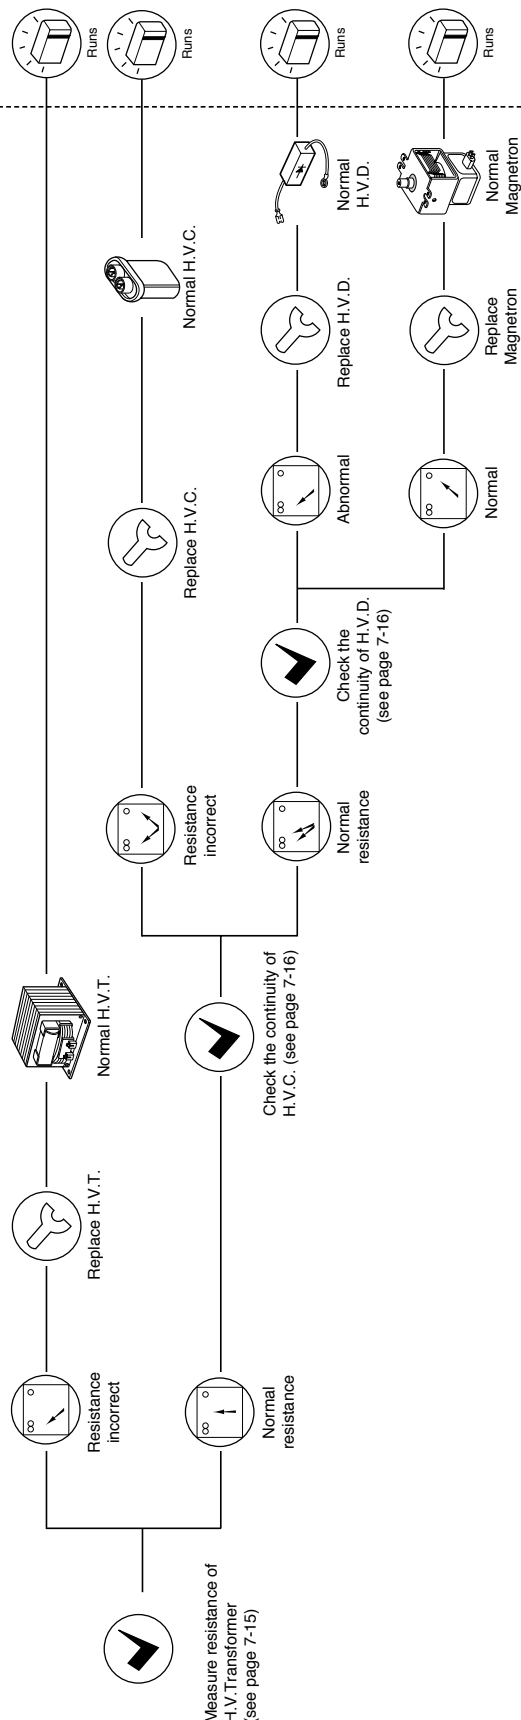 Measure resistance of
H.V.Transformer
(see page 7-15)
Resistance
incorrect
Replace H.V.T.
Normal H.V.T.
Runs
Normal
resistance
Check the continuity of
H.V.C. (see page 7-16)
Resistance
incorrect
Replace H.V.C.
Normal H.V.C.
Runs
Normal
resistance
Check the
continuity of H.V.D.
(see page 7-16)
Abnormal
Replace H.V.D.
Normal
H.V.D.
Runs
Normal
Replace
Magnetron
Normal
Magnetron
Runs